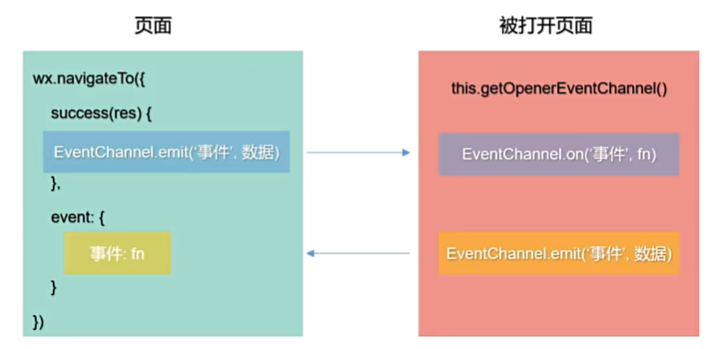 页面
wx.navigateTo({
success(res) {
EventChannel.emit('事件', 数据)
},
event: {
事件: fn
}
})
被打开页面
this.getOpenerEventChannel()
EventChannel.on('事件', fn)
EventChannel.emit('事件', 数据)